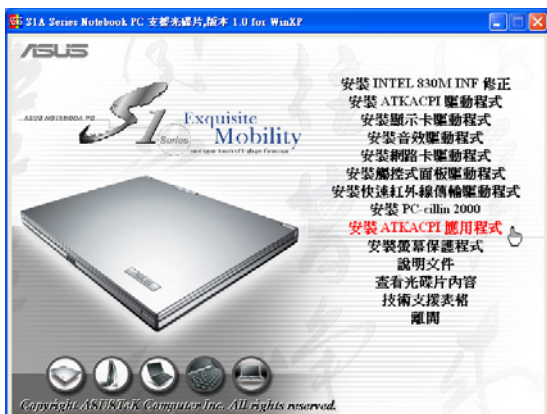 S1A Series Notebook PC 支援光碟片,版本 1.0 for WinXP
ASUS
ASUS NOTEBOOK PC
S1 Series
Exquisite
Mobility
安裝 INTEL 830M INF 修正
安裝 ATKACPI 驅動程式
安裝顯示卡驅動程式
安裝音效驅動程式
安裝網路卡驅動程式
安裝觸控式面板驅動程式
安裝快速紅外線傳輸驅動程式
安裝 PC-cillin 2000
安裝 ATKACPI 應用程式
安裝螢幕保護程式
說明文件
查看光碟片內容
技術支援表格
離開
Copyright ASUSTeK Computer Inc. All rights reserved.